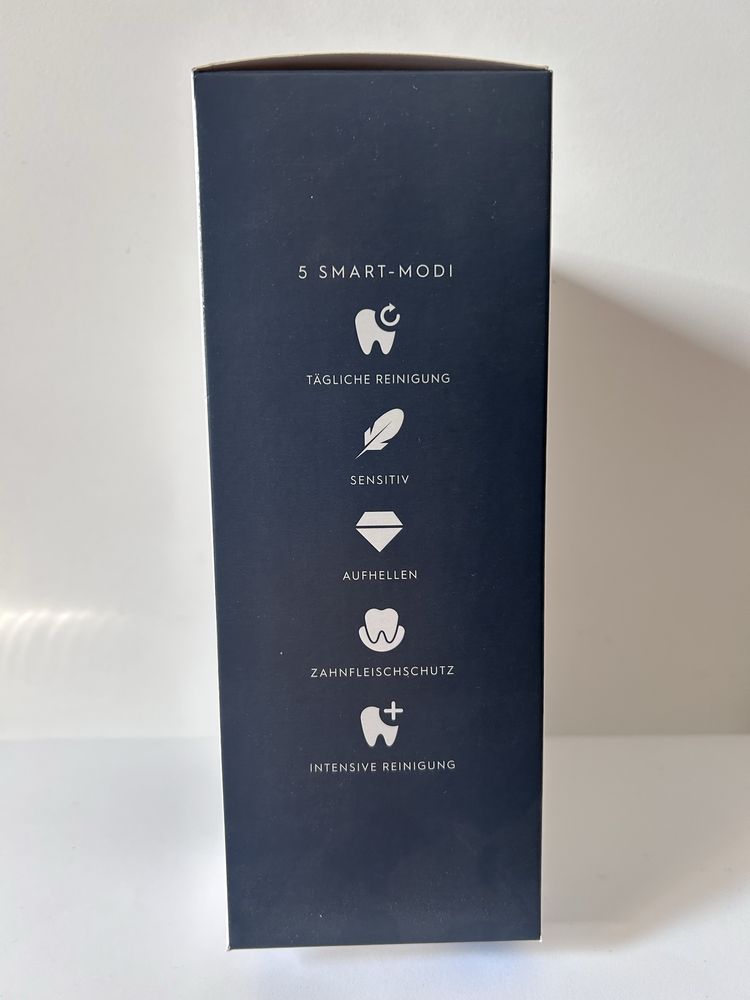 5 SMART-MODI
TÄGLICHE REINIGUNG
SENSITIV
AUFHELLEN
ZAHNFLEISCHSCHUTZ
INTENSIVE REINIGUNG